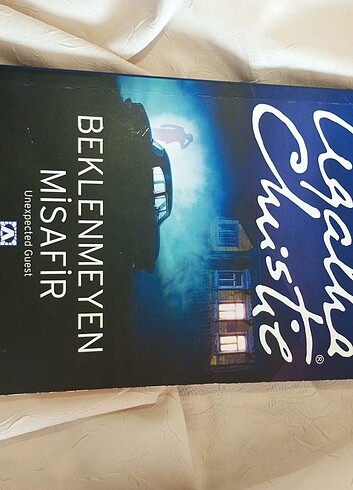 Agatha
Christie®
BEKLENMEYEN
MİSAFİR
Unexpected Guest